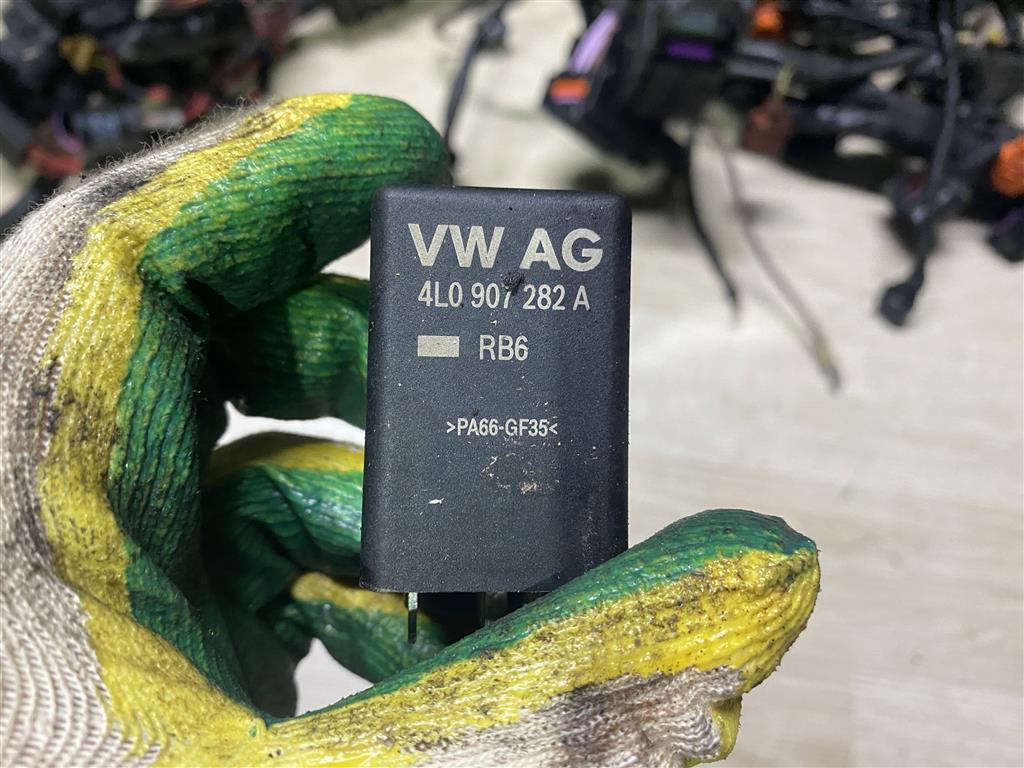 VW AG
4L0 907 282 A
RB6
>PA66-GF35<